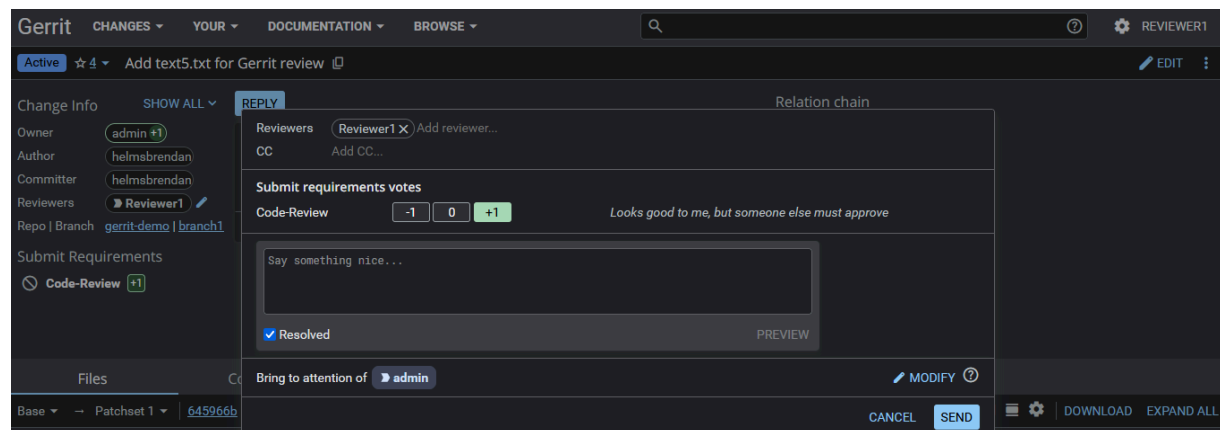 Gerrit CHANGES YOUR DOCUMENTATION BROWSE REVIEWER1
Active 4 Add text5.txt for Gerrit review EDIT
Change Info SHOW ALL REPLY Relation chain
Owner admin +1
Author helmsbrendan
Committer helmsbrendan
Reviewers Reviewer1
Repo | Branch gerrit-demo | branch1
Submit Requirements
Code-Review +1
Reviewers Reviewer1 Add reviewer...
CC Add CC...
Submit requirements votes
Code-Review -1 0 +1 Looks good to me, but someone else must approve
Say something nice...
Resolved PREVIEW
Bring to attention of admin MODIFY
CANCEL SEND
Files
Base → Patchset 1 645966b DOWNLOAD EXPAND ALL